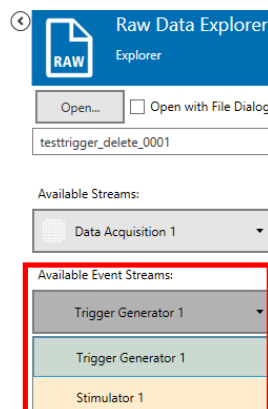 Raw Data Explorer
RAW
Explorer
Open...
Open with File Dialog
testtrigger_delete_0001
Available Streams:
Data Acquisition 1
Available Event Streams:
Trigger Generator 1
Trigger Generator 1
Stimulator 1